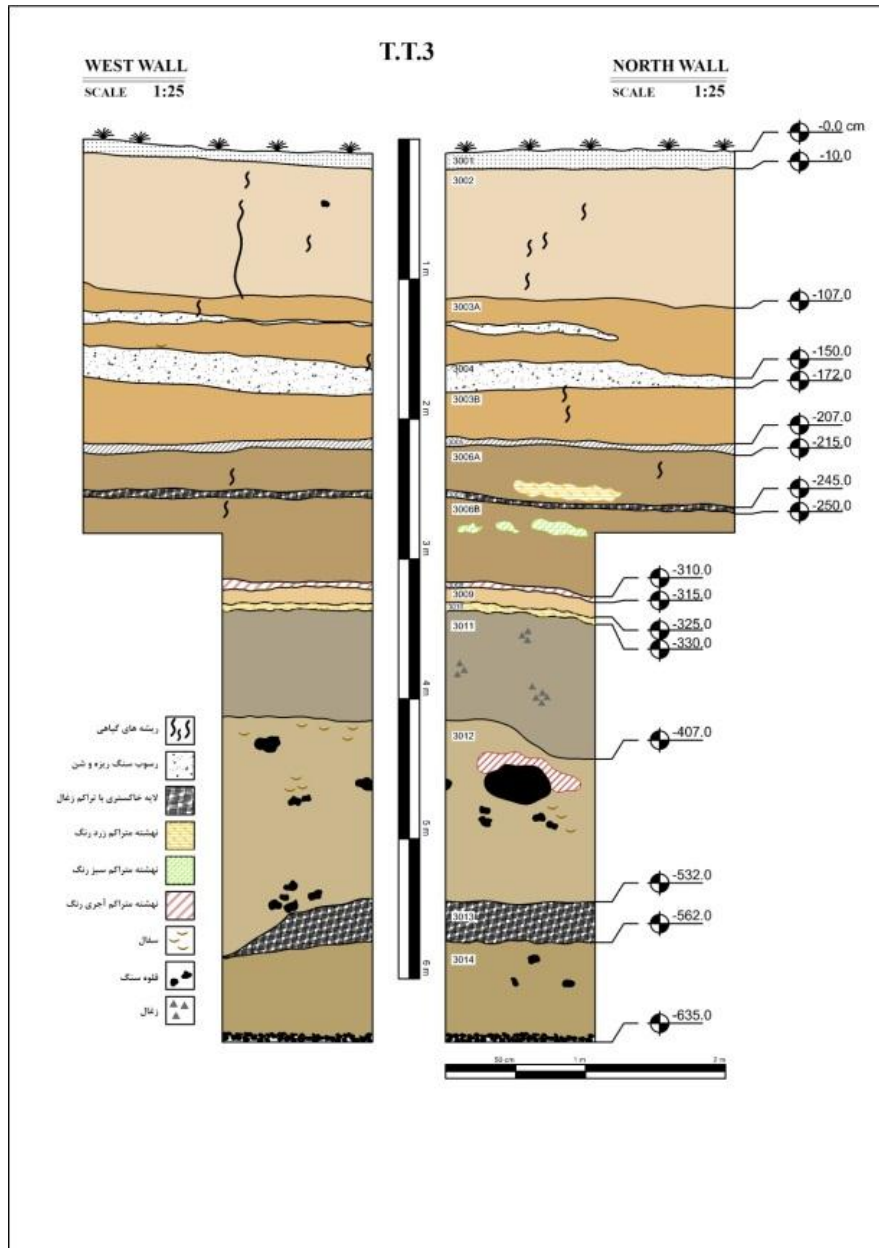 T.T.3
WEST WALL
SCALE 1:25
NORTH WALL
SCALE 1:25
-0.0 cm
-10.0
-107.0
-150.0
-172.0
-207.0
-215.0
-245.0
-250.0
-310.0
-315.0
-325.0
-330.0
-407.0
-532.0
-562.0
-635.0
3001
3002
3003A
3004
3003B
3006A
3006B
3009
3011
3012
3013
3014
1 m
2 m
3 m
4 m
5 m
6 m
ریشه های گیاهی
رسوب سنگ ریزه و شن
لایه خاکستری با تراکم زغال
نهشته متراکم زرد رنگ
نهشته متراکم سبز رنگ
نهشته متراکم آجری رنگ
سفال
قلوه سنگ
زغال
50 cm 1 m 2 m